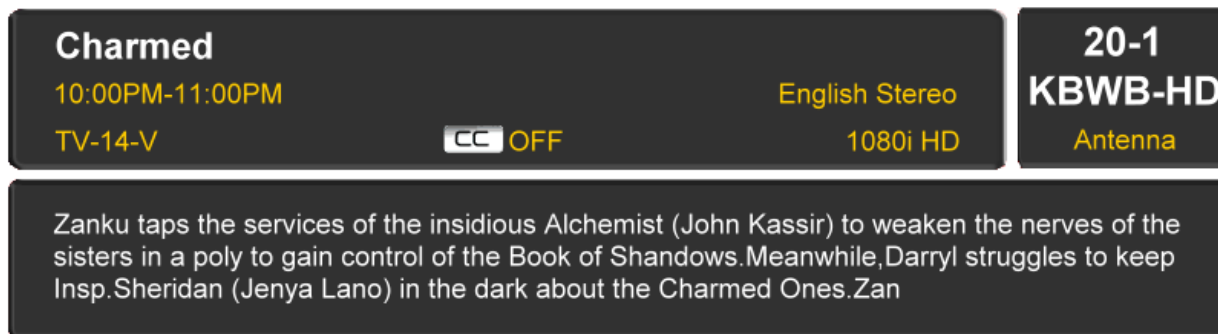 Charmed
10:00PM-11:00PM
English Stereo
TV-14-V
CC OFF
1080i HD
20-1
KBWB-HD
Antenna
Zanku taps the services of the insidious Alchemist (John Kassir) to weaken the nerves of the
sisters in a poly to gain control of the Book of Shandows.Meanwhile,Darryl struggles to keep
Insp.Sheridan (Jenya Lano) in the dark about the Charmed Ones.Zan